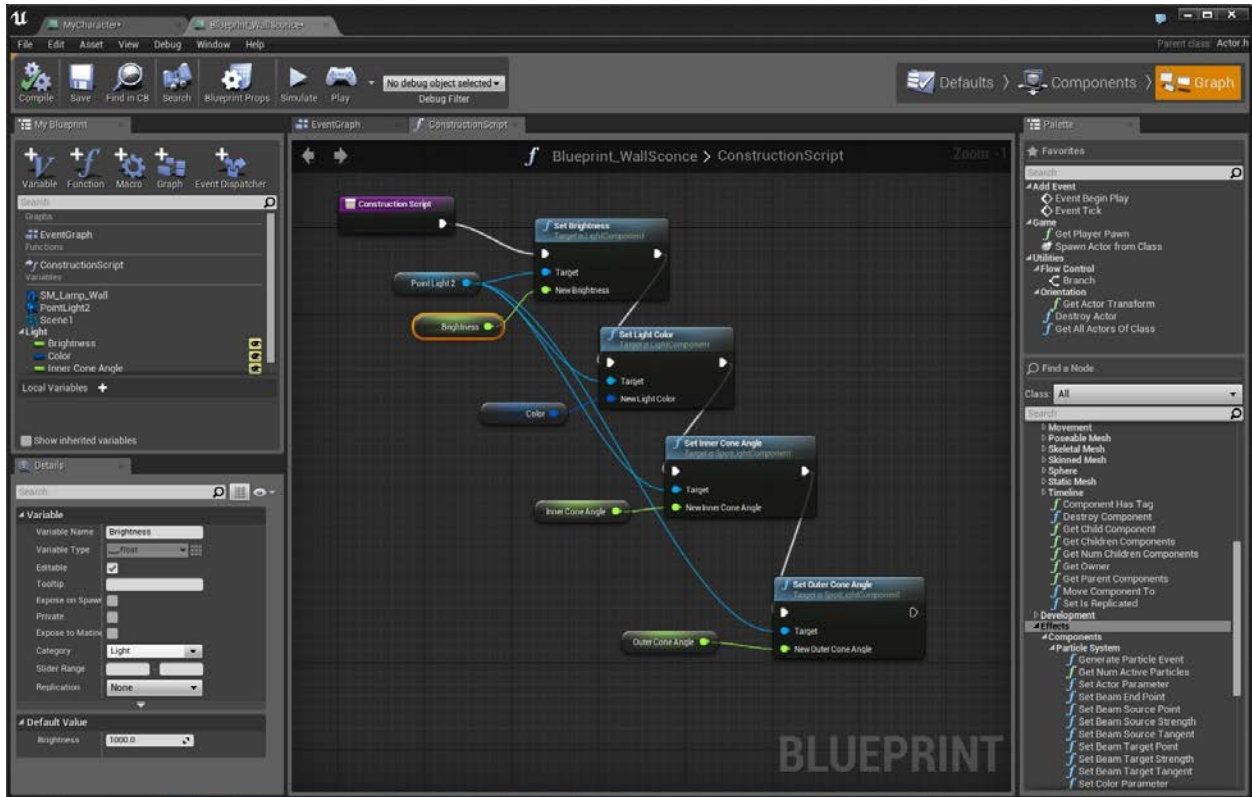 MyCharacter*
Blueprint_WallSconce*
File Edit Asset View Debug Window Help
Parent class: Actor.h
Compile Save Find in CB Search Blueprint Props Simulate Play
No debug object selected
Debug Filter
Defaults
Components
Graph
My Blueprint
Variable Function Macro Graph Event Dispatcher
Search
Graphs
EventGraph
Functions
ConstructionScript
Variables
SM_Lamp_Wall
PointLight2
Scene1
Light
Brightness
Color
Inner Cone Angle
Local Variables
Show inherited variables
Details
Search
Variable
Variable Name Brightness
Variable Type float
Editable
Tooltip
Expose on Spawn
Private
Expose to Matine
Category Light
Slider Range
Replication None
Default Value
Brightness 1000.0
EventGraph
ConstructionScript
Blueprint_WallSconce > ConstructionScript
Zoom -1
Construction Script
Set Brightness
Target is LightComponent
Target
New Brightness
Point Light 2
Brightness
Set Light Color
Target is LightComponent
Target
New Light Color
Color
Set Inner Cone Angle
Target is SpotLightComponent
Target
New Inner Cone Angle
Inner Cone Angle
Set Outer Cone Angle
Target is SpotLightComponent
Target
New Outer Cone Angle
Outer Cone Angle
BLUEPRINT
Palette
Favorites
Search
Add Event
Event Begin Play
Event Tick
Game
Get Player Pawn
Spawn Actor from Class
Utilities
Flow Control
Branch
Orientation
Get Actor Transform
Destroy Actor
Get All Actors Of Class
Find a Node
Class: All
Search
Movement
Poseable Mesh
Skeletal Mesh
Skinned Mesh
Sphere
Static Mesh
Timeline
Component Has Tag
Destroy Component
Get Child Component
Get Children Components
Get Num Children Components
Get Owner
Get Parent Components
Move Component To
Set Is Replicated
Development
Effects
Components
Particle System
Generate Particle Event
Get Num Active Particles
Set Actor Parameter
Set Beam End Point
Set Beam Source Point
Set Beam Source Strength
Set Beam Source Tangent
Set Beam Target Point
Set Beam Target Strength
Set Beam Target Tangent
Set Color Parameter